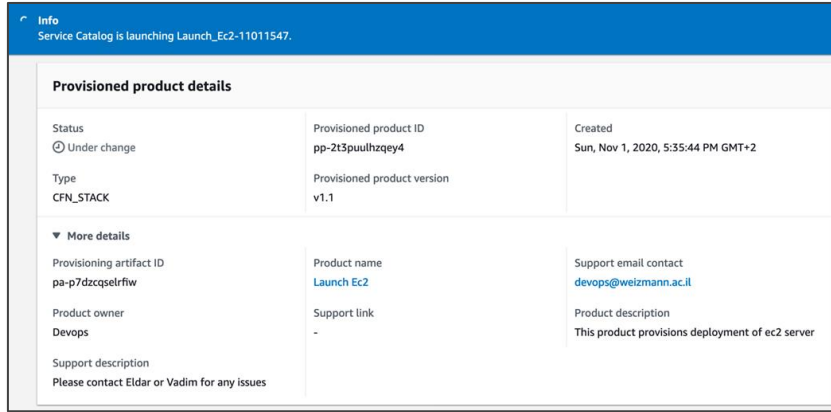 Info
Service Catalog is launching Launch_Ec2-11011547.
Provisioned product details
Status
Under change
Provisioned product ID
pp-2t3puulhzqey4
Created
Sun, Nov 1, 2020, 5:35:44 PM GMT+2
Type
CFN_STACK
Provisioned product version
v1.1
More details
Provisioning artifact ID
pa-p7dzcqselrfiw
Product name
Launch Ec2
Support email contact
devops@weizmann.ac.il
Product owner
Devops
Support link
-
Product description
This product provisions deployment of ec2 server
Support description
Please contact Eldar or Vadim for any issues